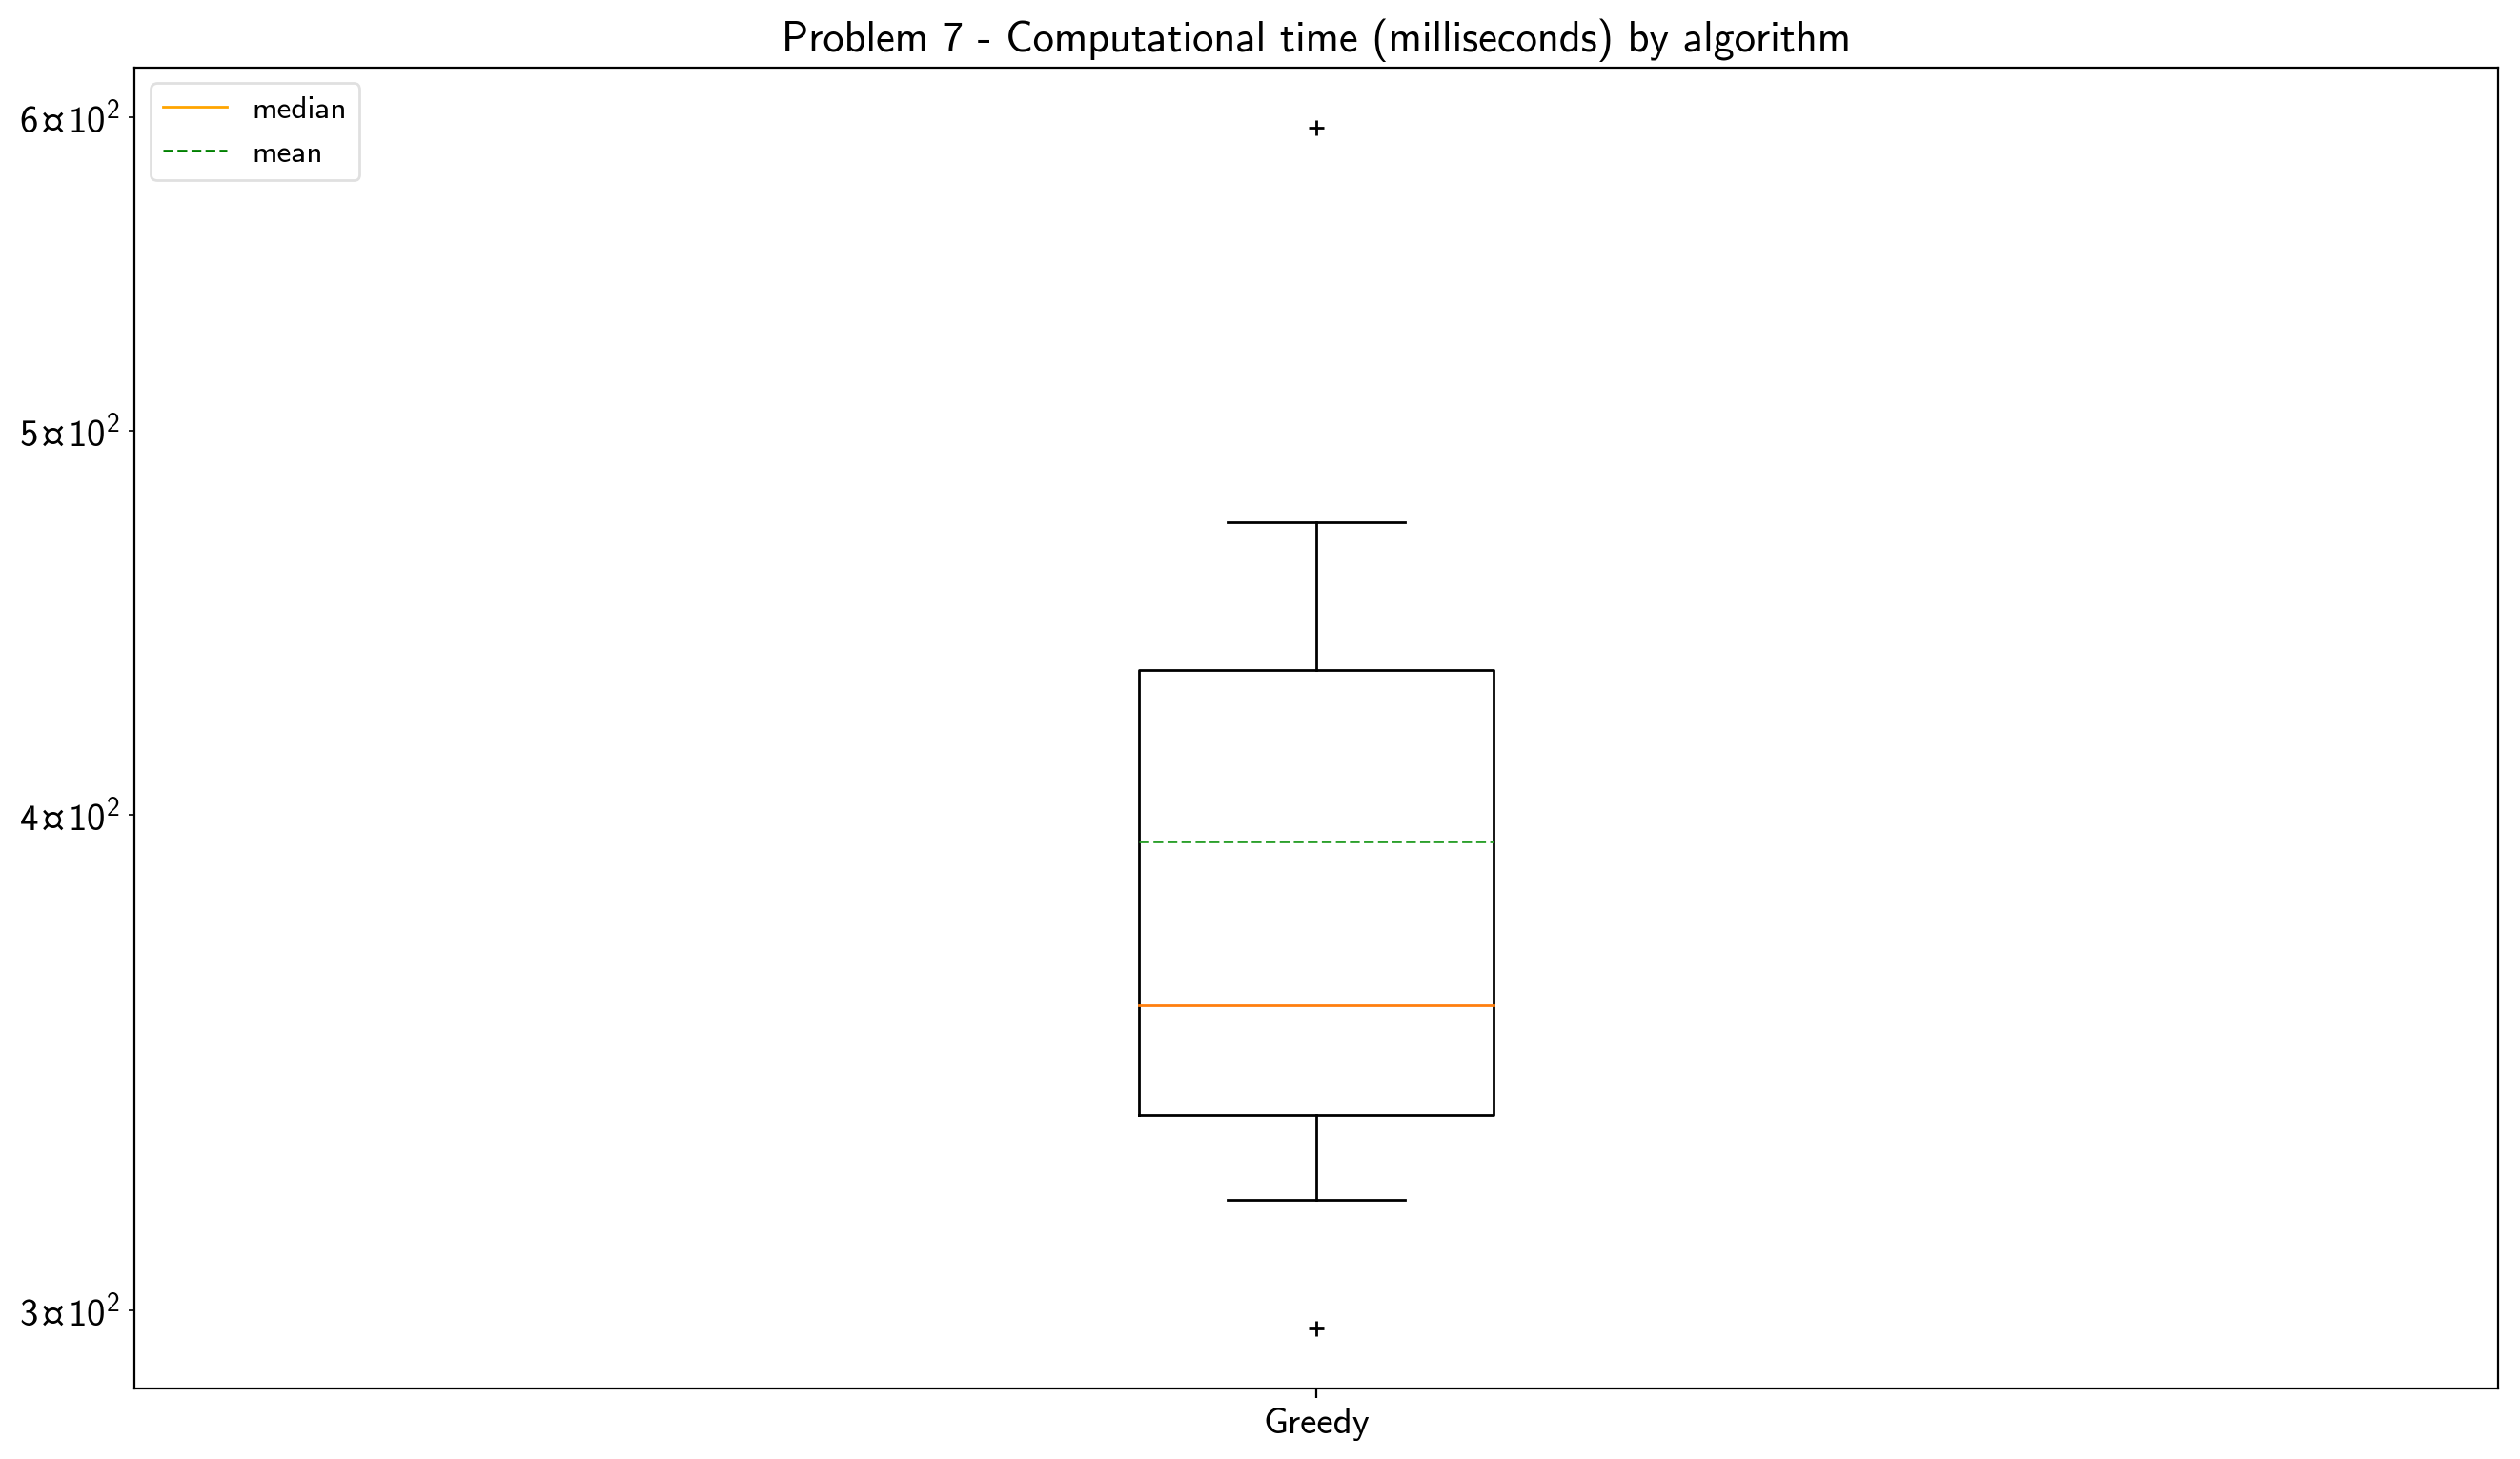 Problem 7 - Computational time (milliseconds) by algorithm
median
mean
6¤10²
5¤10²
4¤10²
3¤10²
Greedy